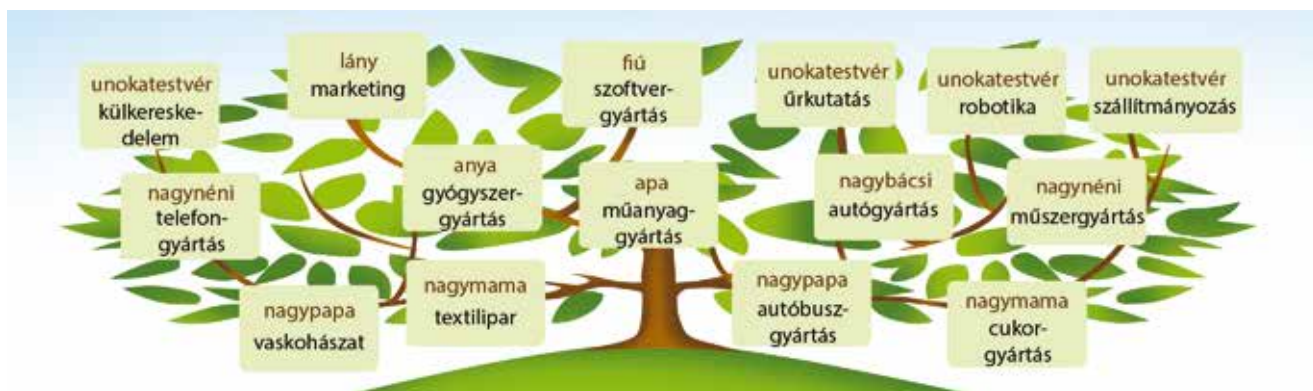 unokatestvér
külkereske-
delem
lány
marketing
fiú
szoftver-
gyártás
unokatestvér
űrkutatás
unokatestvér
robotika
unokatestvér
szállítmányozás
nagynéni
telefon-
gyártás
anya
gyógyszer-
gyártás
apa
műanyag-
gyártás
nagybácsi
autógyártás
nagynéni
műszergyártás
nagypapa
vaskohászat
nagymama
textilipar
nagypapa
autóbusz-
gyártás
nagymama
cukor-
gyártás